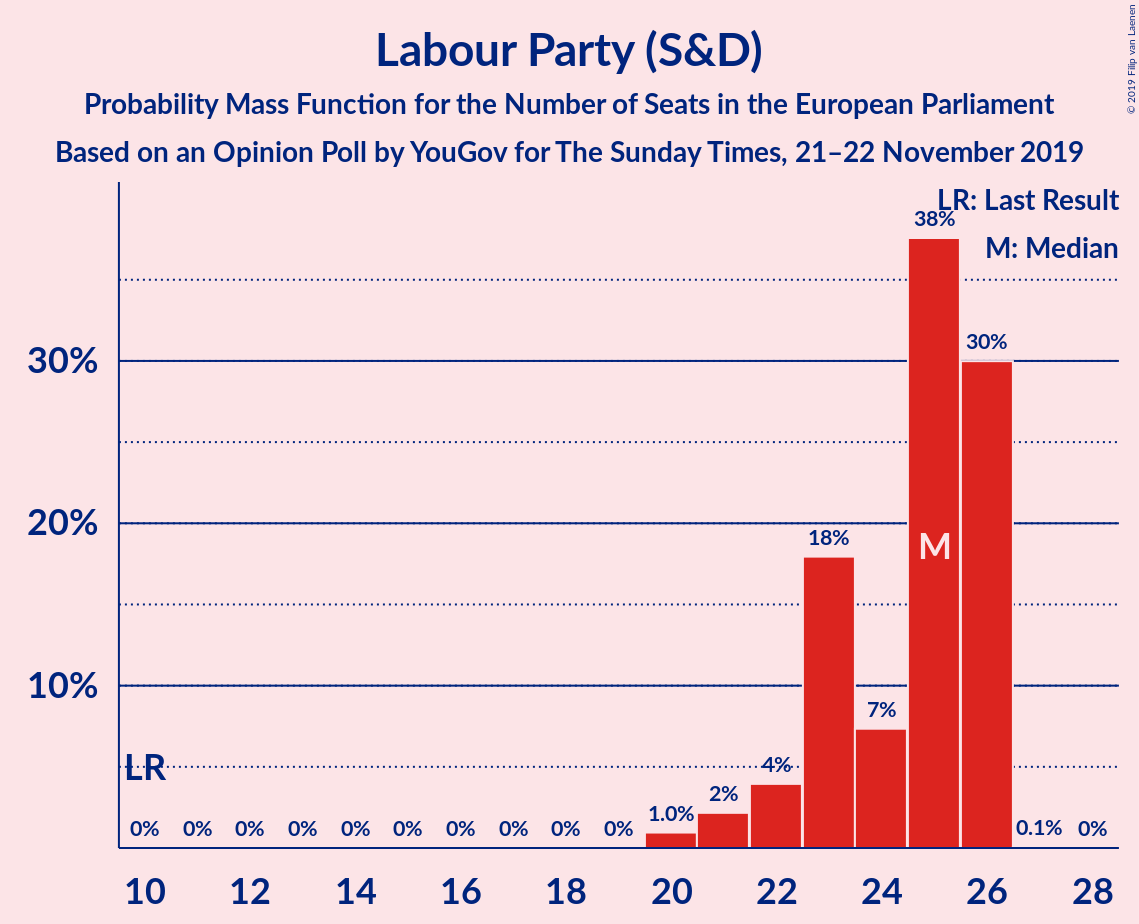 Labour Party (S&D)
Probability Mass Function for the Number of Seats in the European Parliament
Based on an Opinion Poll by YouGov for The Sunday Times, 21–22 November 2019
© 2019 Filip van Laenen
LR: Last Result
M: Median
38%
30%
30%
20%
18%
M
10%
7%
LR
4%
2%
0% 0% 0% 0% 0% 0% 0% 0% 0% 0% 1.0% 0.1% 0%
10 12 14 16 18 20 22 24 26 28